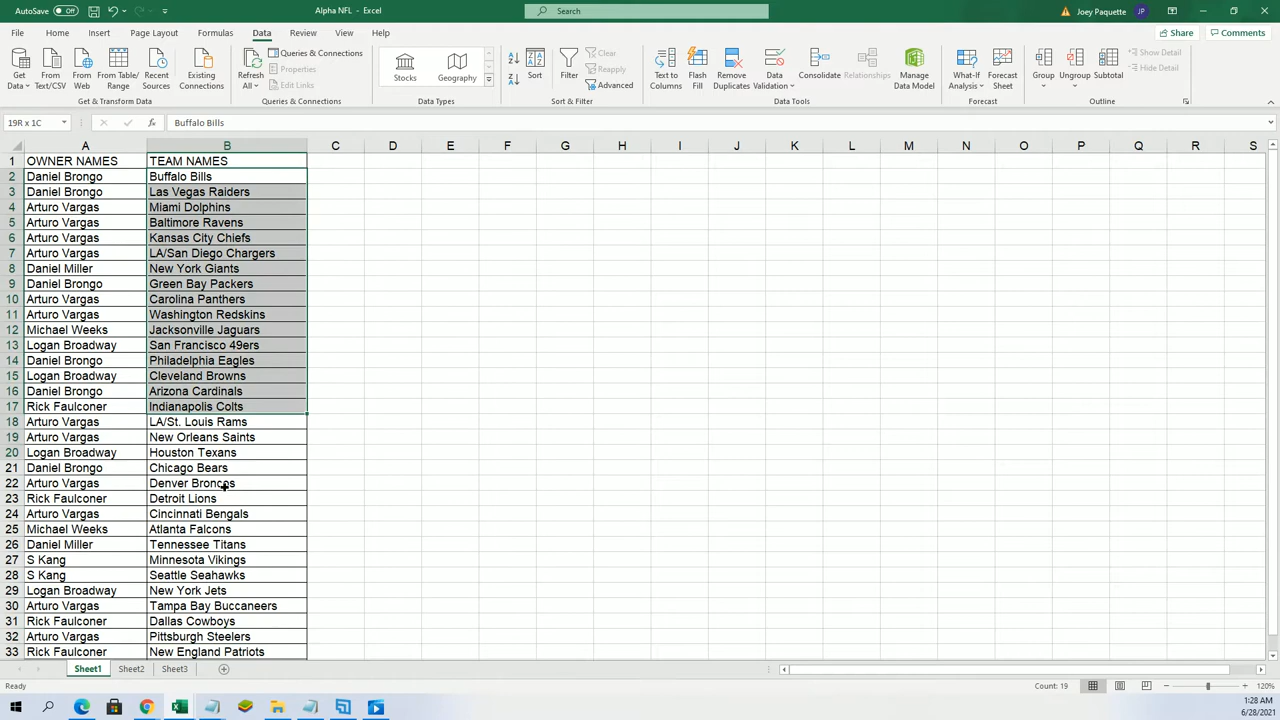 AutoSave Off Alpha NFL - Excel Search Joey Paquette JP
File Home Insert Page Layout Formulas Data Review View Help Share Comments
Get Data From Text/CSV From Web From Table/Range Recent Sources Existing Connections
Get & Transform Data
Refresh All Queries & Connections Properties Edit Links
Queries & Connections
Stocks Geography
Data Types
Sort Filter Clear Reapply Advanced
Sort & Filter
Text to Columns Flash Fill Remove Duplicates Data Validation Consolidate Relationships Manage Data Model
Data Tools
What-If Analysis Forecast Sheet
Forecast
Group Ungroup Subtotal Show Detail Hide Detail
Outline
19R x 1C fx Buffalo Bills
A B C D E F G H I J K L M N O P Q R S
1 OWNER NAMES TEAM NAMES
2 Daniel Brongo Buffalo Bills
3 Daniel Brongo Las Vegas Raiders
4 Arturo Vargas Miami Dolphins
5 Arturo Vargas Baltimore Ravens
6 Arturo Vargas Kansas City Chiefs
7 Arturo Vargas LA/San Diego Chargers
8 Daniel Miller New York Giants
9 Daniel Brongo Green Bay Packers
10 Arturo Vargas Carolina Panthers
11 Arturo Vargas Washington Redskins
12 Michael Weeks Jacksonville Jaguars
13 Logan Broadway San Francisco 49ers
14 Daniel Brongo Philadelphia Eagles
15 Logan Broadway Cleveland Browns
16 Daniel Brongo Arizona Cardinals
17 Rick Faulconer Indianapolis Colts
18 Arturo Vargas LA/St. Louis Rams
19 Arturo Vargas New Orleans Saints
20 Logan Broadway Houston Texans
21 Daniel Brongo Chicago Bears
22 Arturo Vargas Denver Broncos
23 Rick Faulconer Detroit Lions
24 Arturo Vargas Cincinnati Bengals
25 Michael Weeks Atlanta Falcons
26 Daniel Miller Tennessee Titans
27 S Kang Minnesota Vikings
28 S Kang Seattle Seahawks
29 Logan Broadway New York Jets
30 Arturo Vargas Tampa Bay Buccaneers
31 Rick Faulconer Dallas Cowboys
32 Arturo Vargas Pittsburgh Steelers
33 Rick Faulconer New England Patriots
Sheet1 Sheet2 Sheet3
Ready Count: 19 120%
1:28 AM
6/28/2021